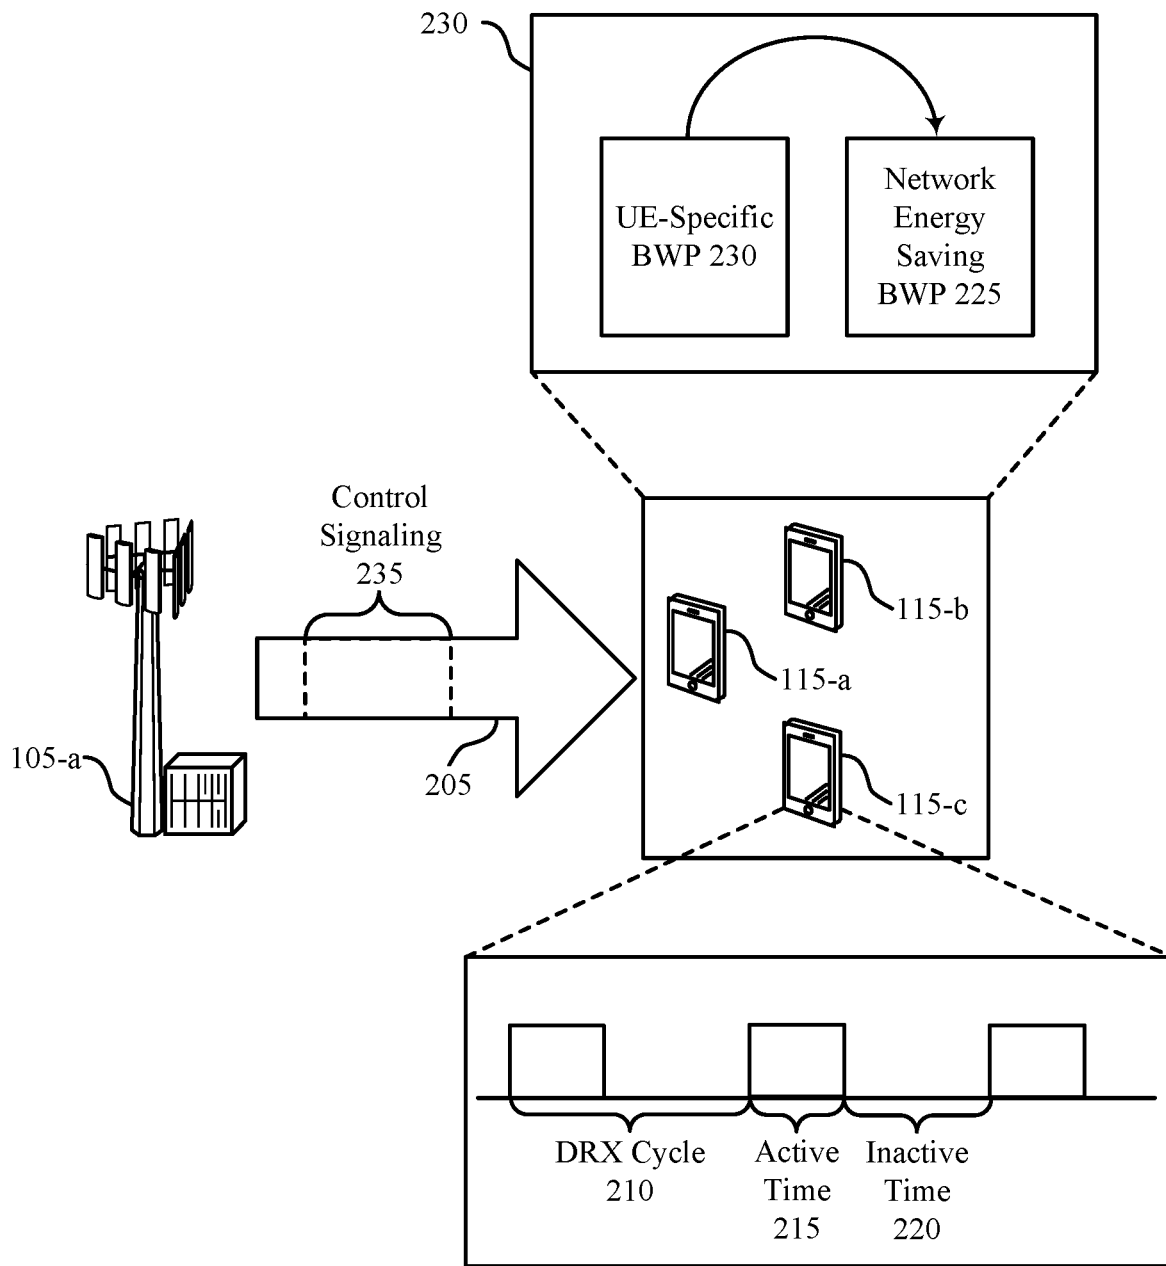 230
UE-Specific
BWP 230
Network
Energy
Saving
BWP 225
Control
Signaling
235
115-b
115-a
105-a
205
115-c
DRX Cycle
210
Active
Time
215
Inactive
Time
220